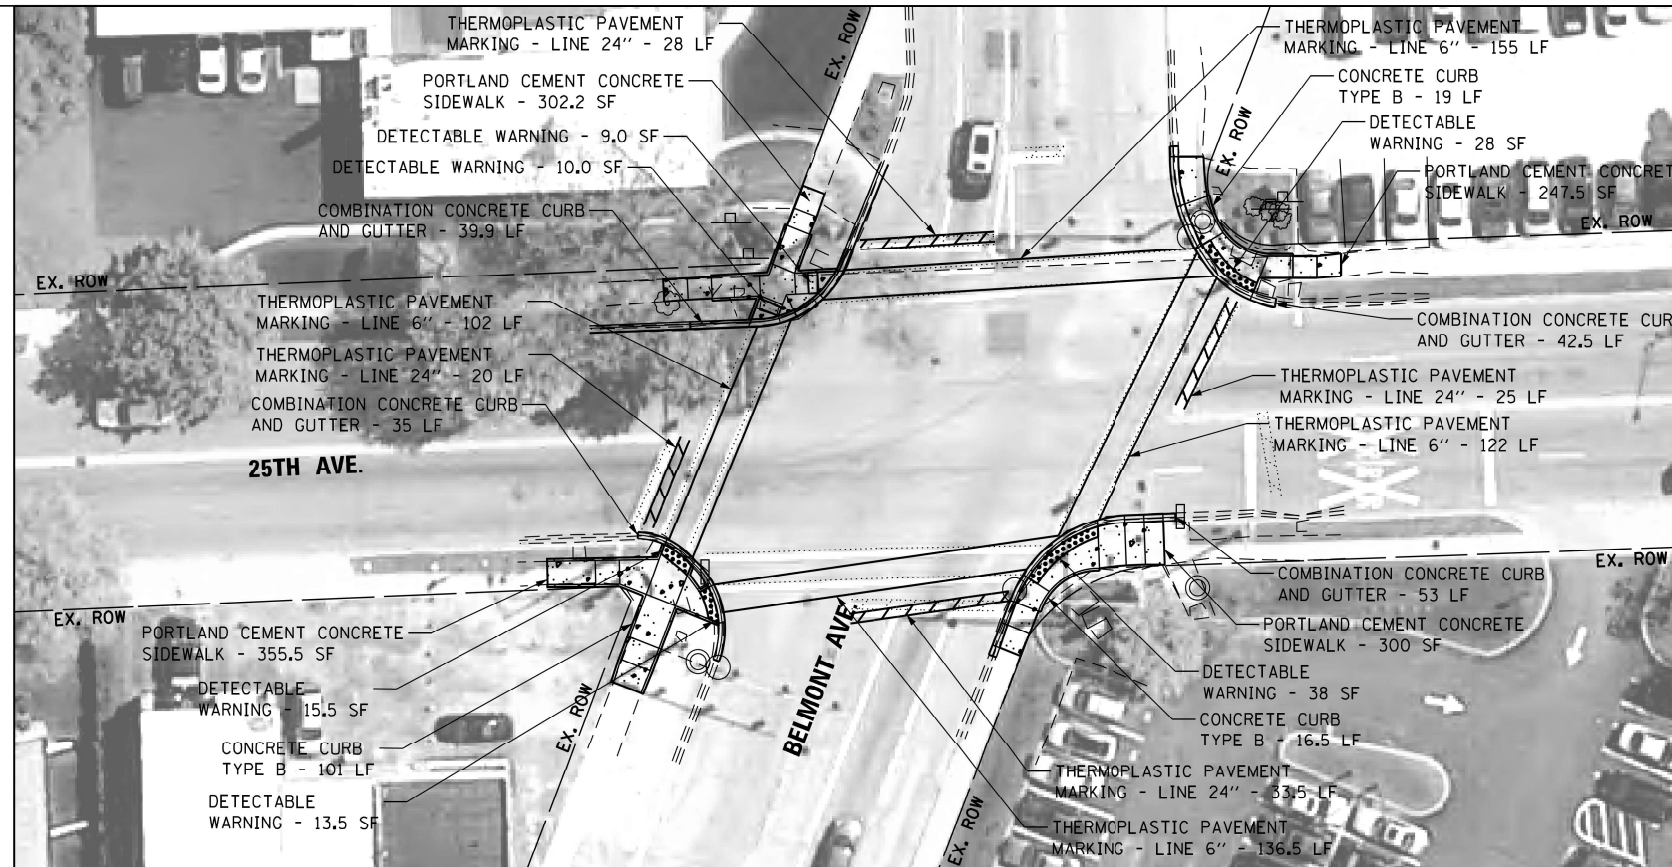 THERMOPLASTIC PAVEMENT
MARKING - LINE 24" - 28 LF
PORTLAND CEMENT CONCRETE
SIDEWALK - 302.2 SF
DETECTABLE WARNING - 9.0 SF
DETECTABLE WARNING - 10.0 SF
COMBINATION CONCRETE CURB
AND GUTTER - 39.9 LF
EX. ROW
EX. ROW
THERMOPLASTIC PAVEMENT
MARKING - LINE 6" - 155 LF
CONCRETE CURB
TYPE B - 19 LF
EX. ROW
DETECTABLE
WARNING - 28 SF
PORTLAND CEMENT CONCRET
SIDEWALK - 247.5 SF
EX. ROW
THERMOPLASTIC PAVEMENT
MARKING - LINE 6" - 102 LF
THERMOPLASTIC PAVEMENT
MARKING - LINE 24" - 20 LF
COMBINATION CONCRETE CURB
AND GUTTER - 35 LF
25TH AVE.
COMBINATION CONCRETE CUR
AND GUTTER - 42.5 LF
THERMOPLASTIC PAVEMENT
MARKING - LINE 24" - 25 LF
THERMOPLASTIC PAVEMENT
MARKING - LINE 6" - 122 LF
EX. ROW
EX. ROW
PORTLAND CEMENT CONCRETE
SIDEWALK - 355.5 SF
DETECTABLE
WARNING - 15.5 SF
CONCRETE CURB
TYPE B - 101 LF
DETECTABLE
WARNING - 13.5 SF
EX. ROW
BELMONT AVE.
COMBINATION CONCRETE CURB
AND GUTTER - 53 LF
PORTLAND CEMENT CONCRETE
SIDEWALK - 300 SF
DETECTABLE
WARNING - 38 SF
CONCRETE CURB
TYPE B - 16.5 LF
THERMOPLASTIC PAVEMENT
MARKING - LINE 24" - 33.5 LF
THERMOPLASTIC PAVEMENT
MARKING - LINE 6" - 136.5 LF
EX. ROW